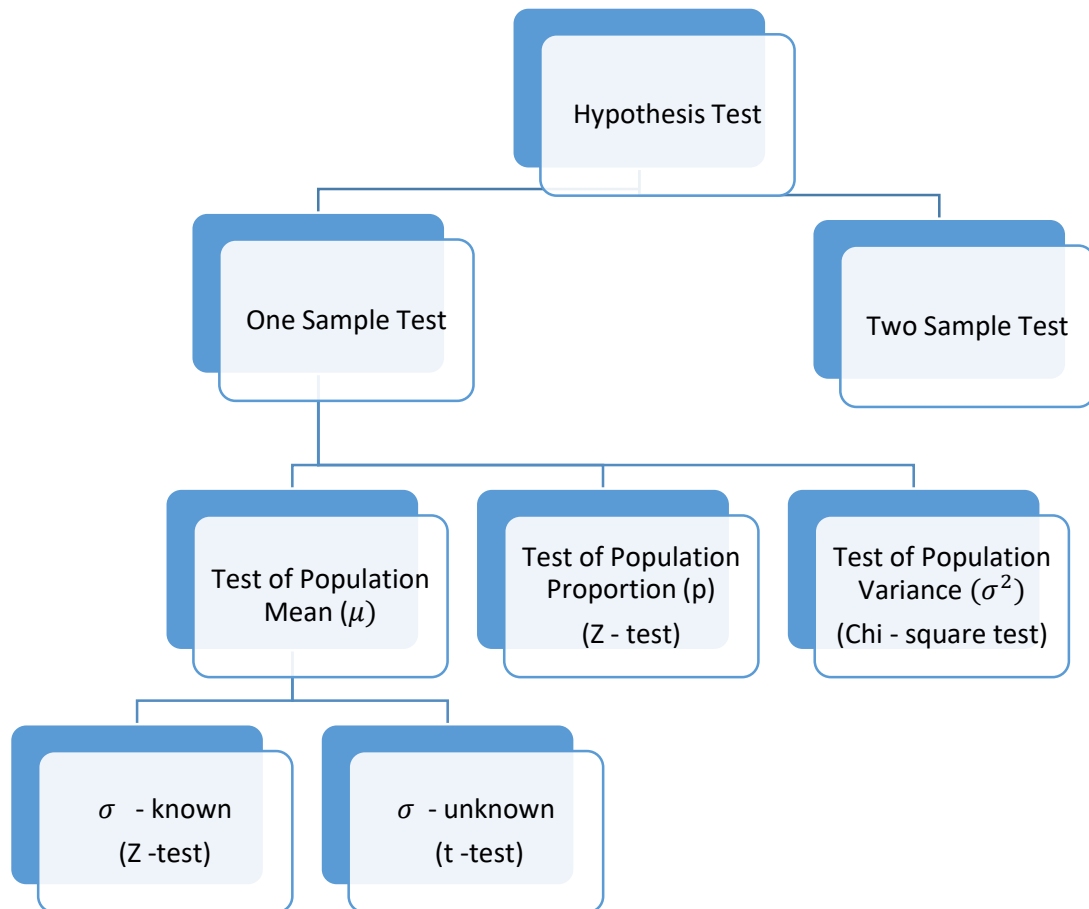 Hypothesis Test
One Sample Test
Two Sample Test
Test of Population
Mean (μ)
Test of Population
Proportion (p)
(Z - test)
Test of Population
Variance (σ²)
(Chi - square test)
σ - known
(Z -test)
σ - unknown
(t -test)